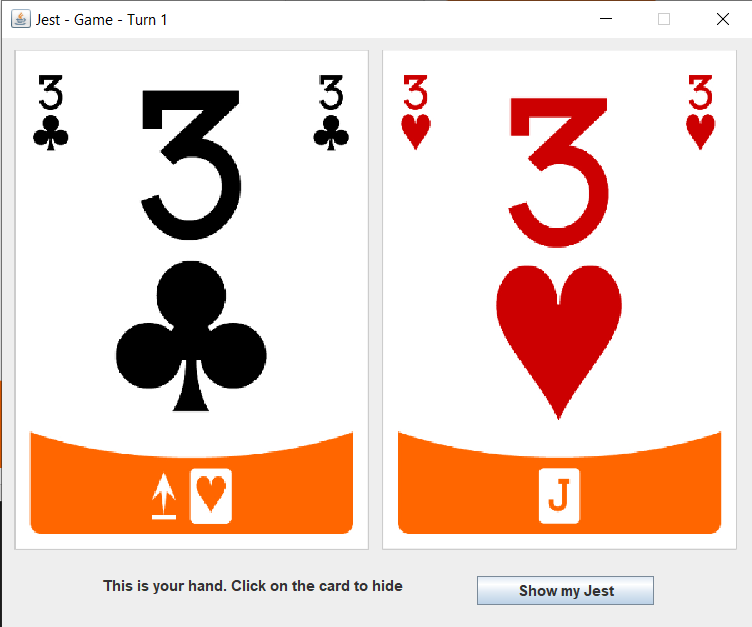 Jest - Game - Turn 1
3 3 3
3 3 3
J
This is your hand. Click on the card to hide
Show my Jest